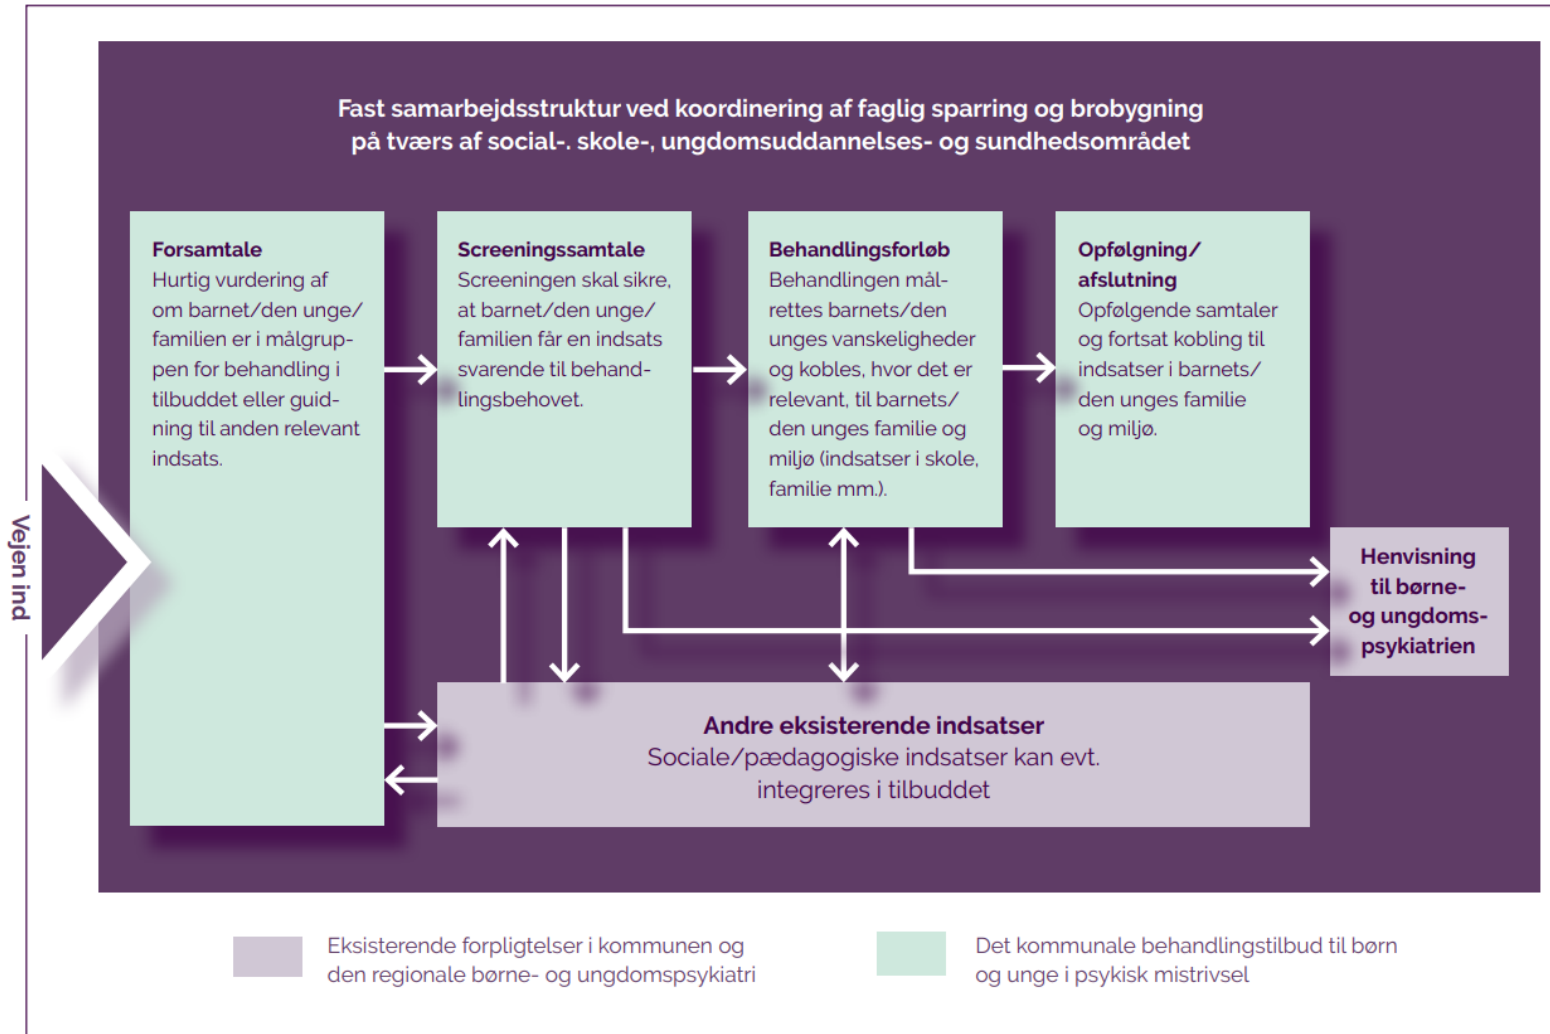 Fast samarbejdsstruktur ved koordinering af faglig sparring og brobygning
på tværs af social-. skole-, ungdomsuddannelses- og sundhedsområdet
Vejen ind
Forsamtale
Hurtig vurdering af
om barnet/den unge/
familien er i målgrup-
pen for behandling i
tilbuddet eller guid-
ning til anden relevant
indsats.
Screeningssamtale
Screeningen skal sikre,
at barnet/den unge/
familien får en indsats
svarende til behand-
lingsbehovet.
Behandlingsforløb
Behandlingen mål-
rettes barnets/den
unges vanskeligheder
og kobles, hvor det er
relevant, til barnets/
den unges familie og
miljø (indsatser i skole,
familie mm.).
Opfølgning/
afslutning
Opfølgende samtaler
og fortsat kobling til
indsatser i barnets/
den unges familie
og miljø.
Henvisning
til børne-
og ungdoms-
psykiatrien
Andre eksisterende indsatser
Sociale/pædagogiske indsatser kan evt.
integreres i tilbuddet
Eksisterende forpligtelser i kommunen og
den regionale børne- og ungdomspsykiatri
Det kommunale behandlingstilbud til børn
og unge i psykisk mistrivsel